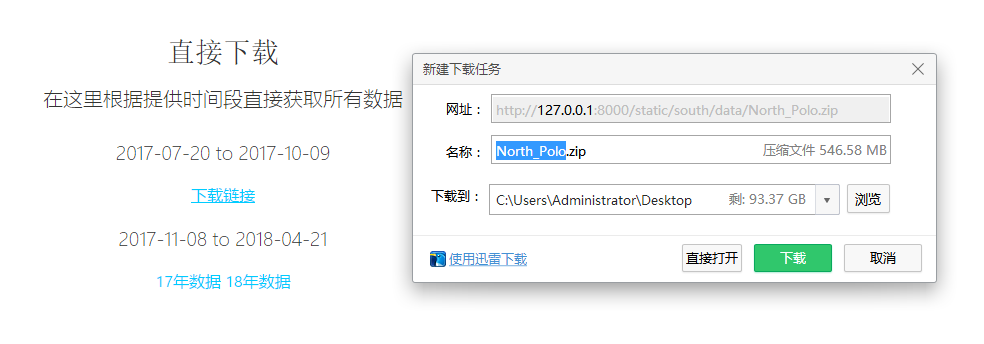 直接下载
在这里根据提供时间段直接获取所有数据
2017-07-20 to 2017-10-09
下载链接
2017-11-08 to 2018-04-21
17年数据 18年数据
新建下载任务
网址： http://127.0.0.1:8000/static/south/data/North_Polo.zip
名称： North_Polo.zip 压缩文件 546.58 MB
下载到： C:\Users\Administrator\Desktop 剩: 93.37 GB 浏览
使用迅雷下载 直接打开 下载 取消